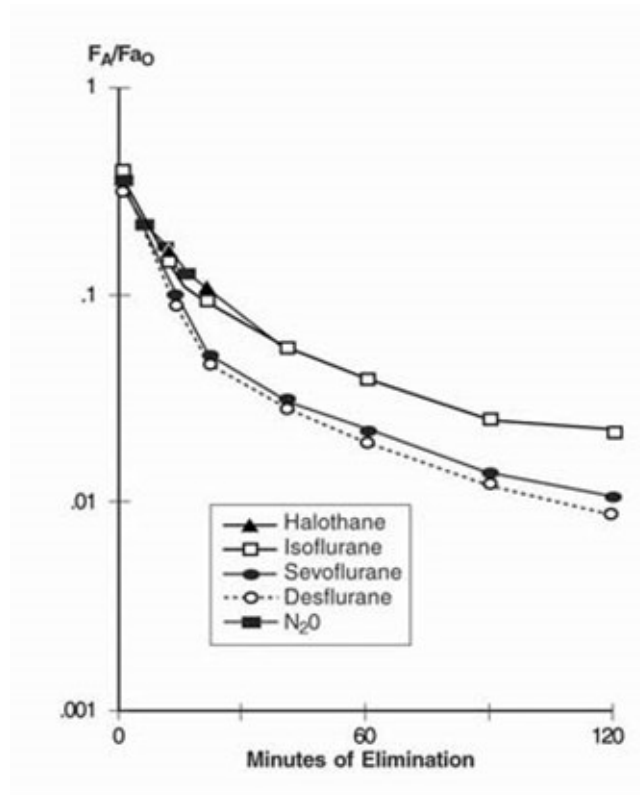 FA/FaO
1
.1
.01
.001
Halothane
Isoflurane
Sevoflurane
Desflurane
N20
0
60
120
Minutes of Elimination